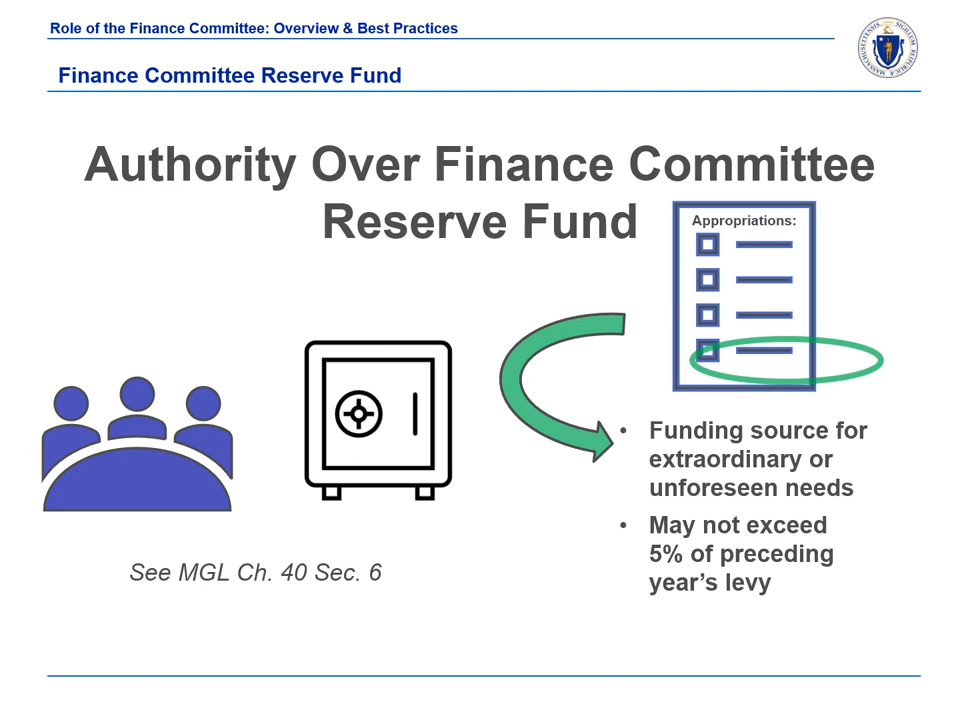 Role of the Finance Committee: Overview & Best Practices
Finance Committee Reserve Fund
Authority Over Finance Committee
Reserve Fund
Appropriations:
• Funding source for
extraordinary or
unforeseen needs
• May not exceed
5% of preceding
year's levy
See MGL Ch. 40 Sec. 6